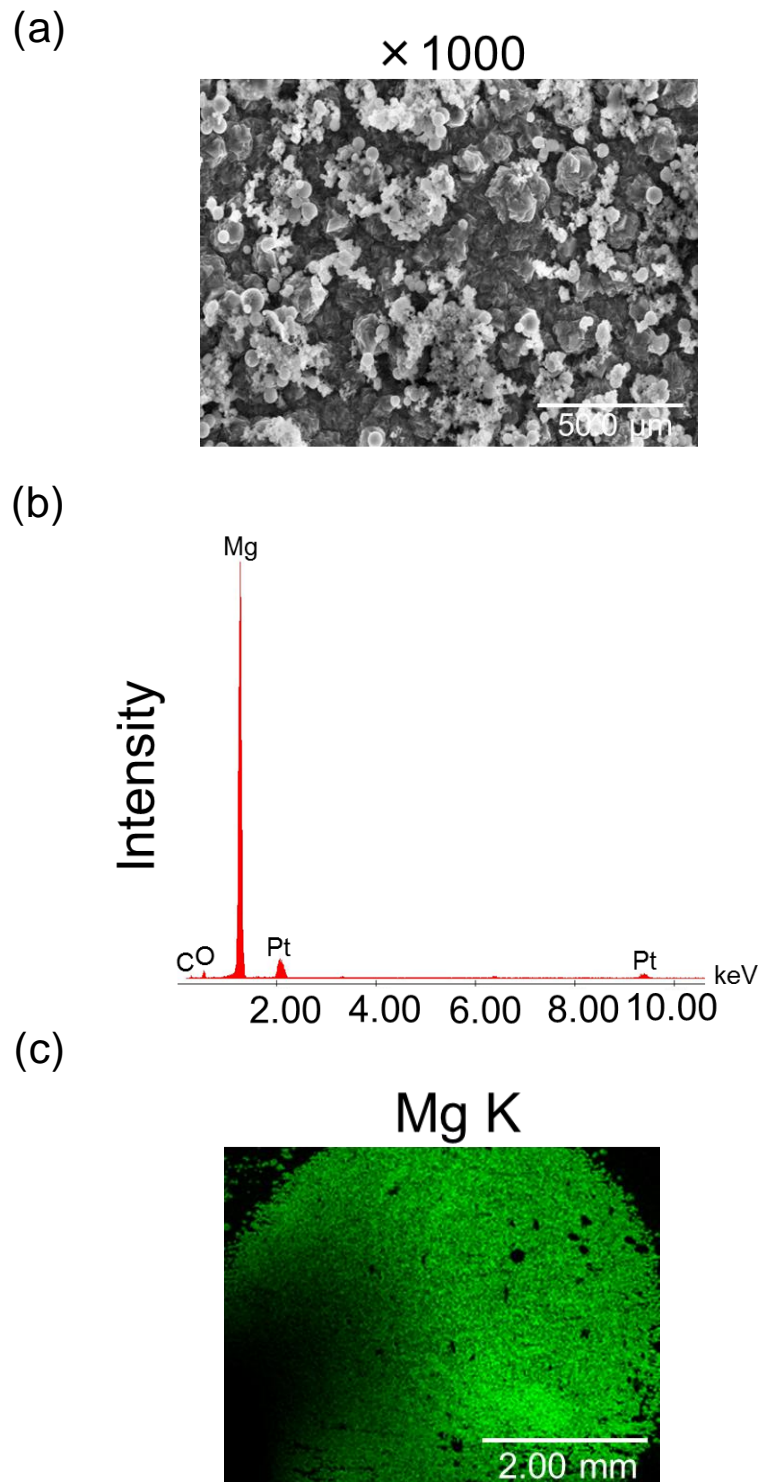 (a)
× 1000
50.0 μm
(b)
Mg
Intensity
C O Pt Pt
keV
2.00 4.00 6.00 8.00 10.00
(c)
Mg K
2.00 mm